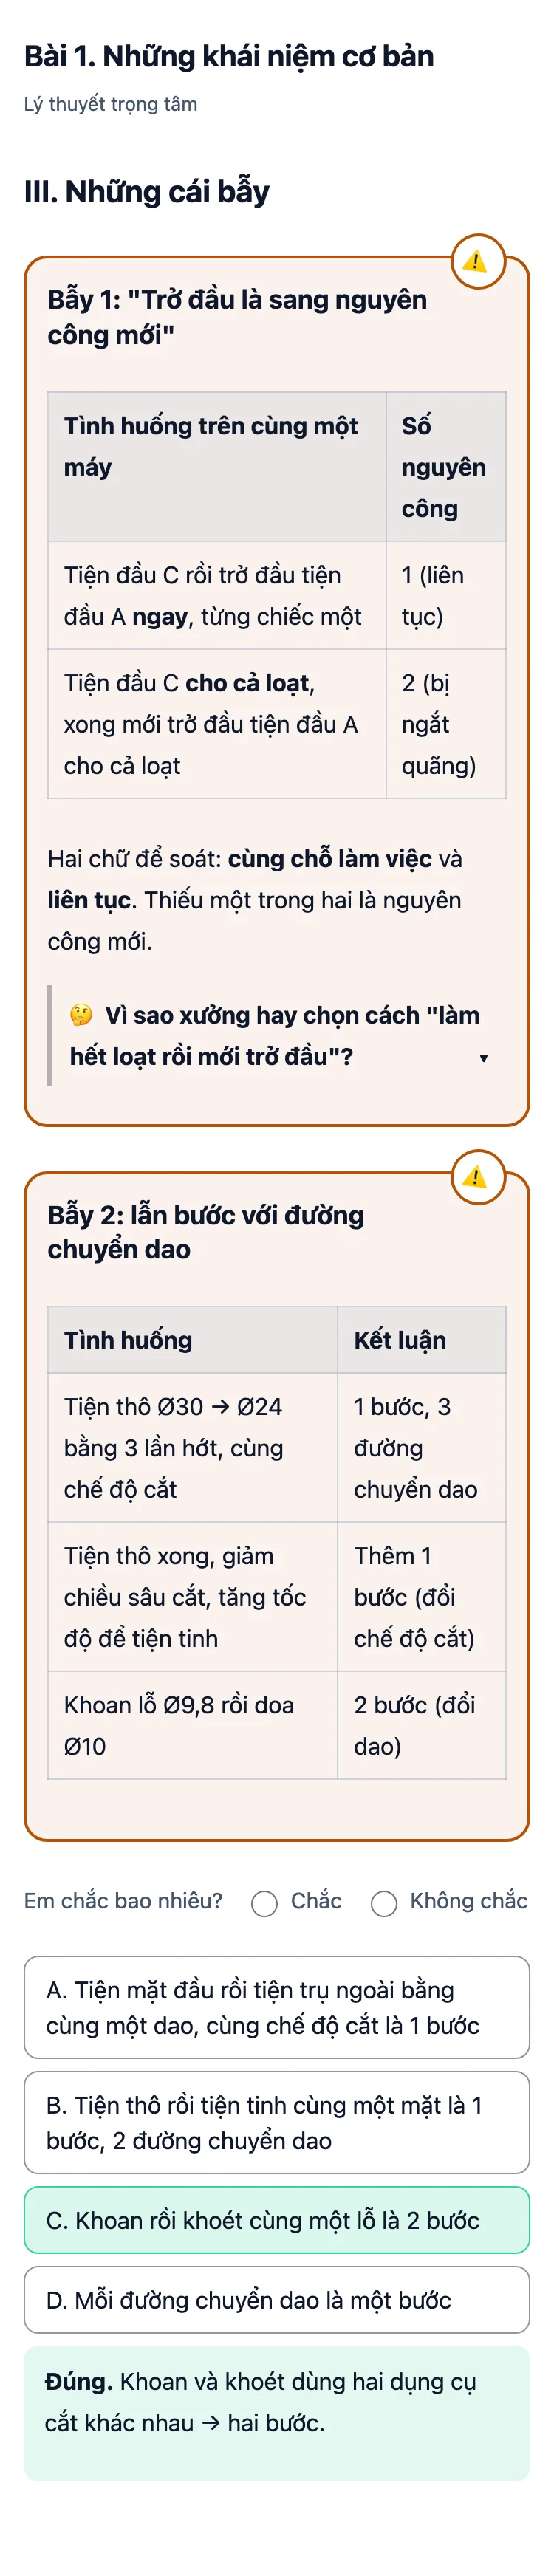 Bài 1. Những khái niệm cơ bản
Lý thuyết trọng tâm
III. Những cái bẫy
Bẫy 1: "Trở đầu là sang nguyên
công mới"
Tình huống trên cùng một
máy
Số
nguyên
công
Tiện đầu C rồi trở đầu tiện
đầu A ngay, từng chiếc một
1 (liên
tục)
Tiện đầu C cho cả loạt,
xong mới trở đầu tiện đầu A
cho cả loạt
2 (bị
ngắt
quãng)
Hai chữ để soát: cùng chỗ làm việc và
liên tục. Thiếu một trong hai là nguyên
công mới.
🤔 Vì sao xưởng hay chọn cách "làm
hết loạt rồi mới trở đầu"?
Bẫy 2: lẫn bước với đường
chuyển dao
Tình huống
Kết luận
Tiện thô Ø30 → Ø24
bằng 3 lần hớt, cùng
chế độ cắt
1 bước, 3
đường
chuyển dao
Tiện thô xong, giảm
chiều sâu cắt, tăng tốc
độ để tiện tinh
Thêm 1
bước (đổi
chế độ cắt)
Khoan lỗ Ø9,8 rồi doa
Ø10
2 bước (đổi
dao)
Em chắc bao nhiêu? Chắc Không chắc
A. Tiện mặt đầu rồi tiện trụ ngoài bằng
cùng một dao, cùng chế độ cắt là 1 bước
B. Tiện thô rồi tiện tinh cùng một mặt là 1
bước, 2 đường chuyển dao
C. Khoan rồi khoét cùng một lỗ là 2 bước
D. Mỗi đường chuyển dao là một bước
Đúng. Khoan và khoét dùng hai dụng cụ
cắt khác nhau → hai bước.